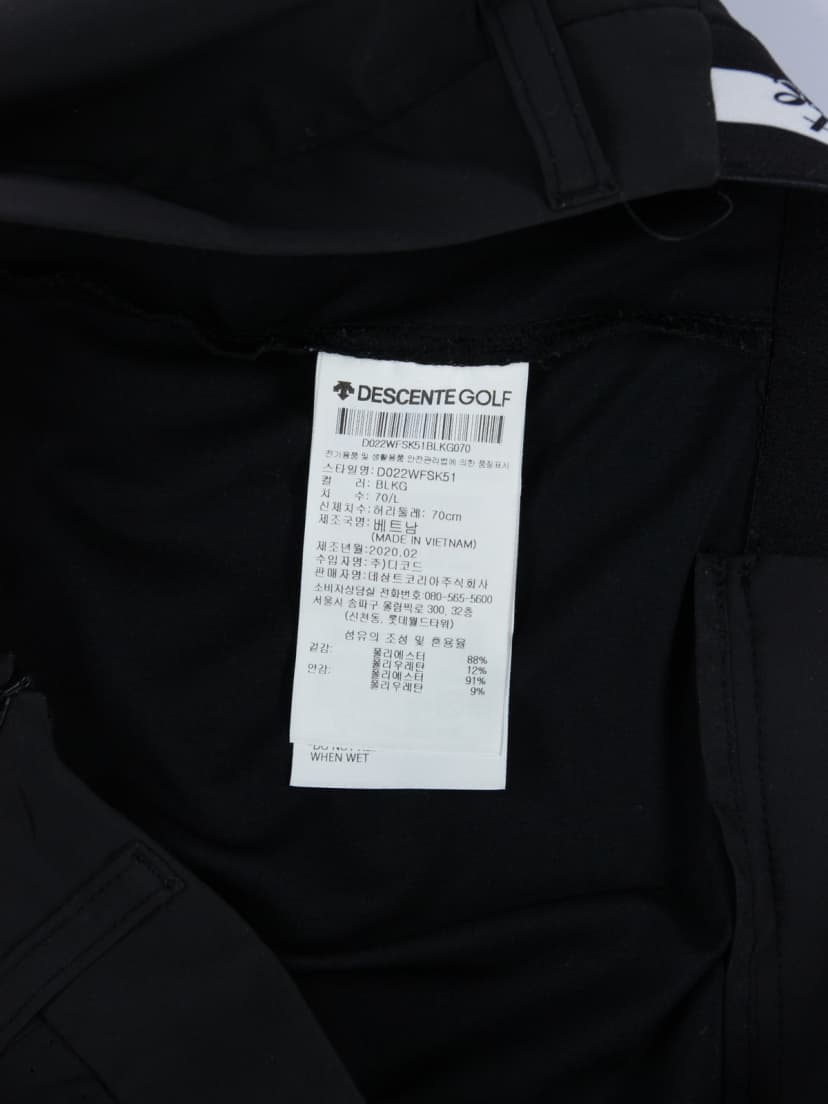 te
DESCENTE GOLF
D022WFSK51BLKG070
전기용품 및 생활용품 안전관리법에 의한 품질표시
스타일명: D022WFSK51
컬 러: BLKG
치 수: 70/L
신체치수: 허리둘레: 70cm
제조국명: 베트남
(MADE IN VIETNAM)
제조년월: 2020.02
수입자명: 주)디코드
판매자명: 데상트코리아주식회사
소비자상담실 전화번호: 080-565-5600
서울시 송파구 올림픽로 300, 32층
(신천동, 롯데월드타워)
섬유의 조성 및 혼용율
겉감: 폴리에스터 88%
폴리우레탄 12%
안감: 폴리에스터 91%
폴리우레탄 9%
WHEN WET